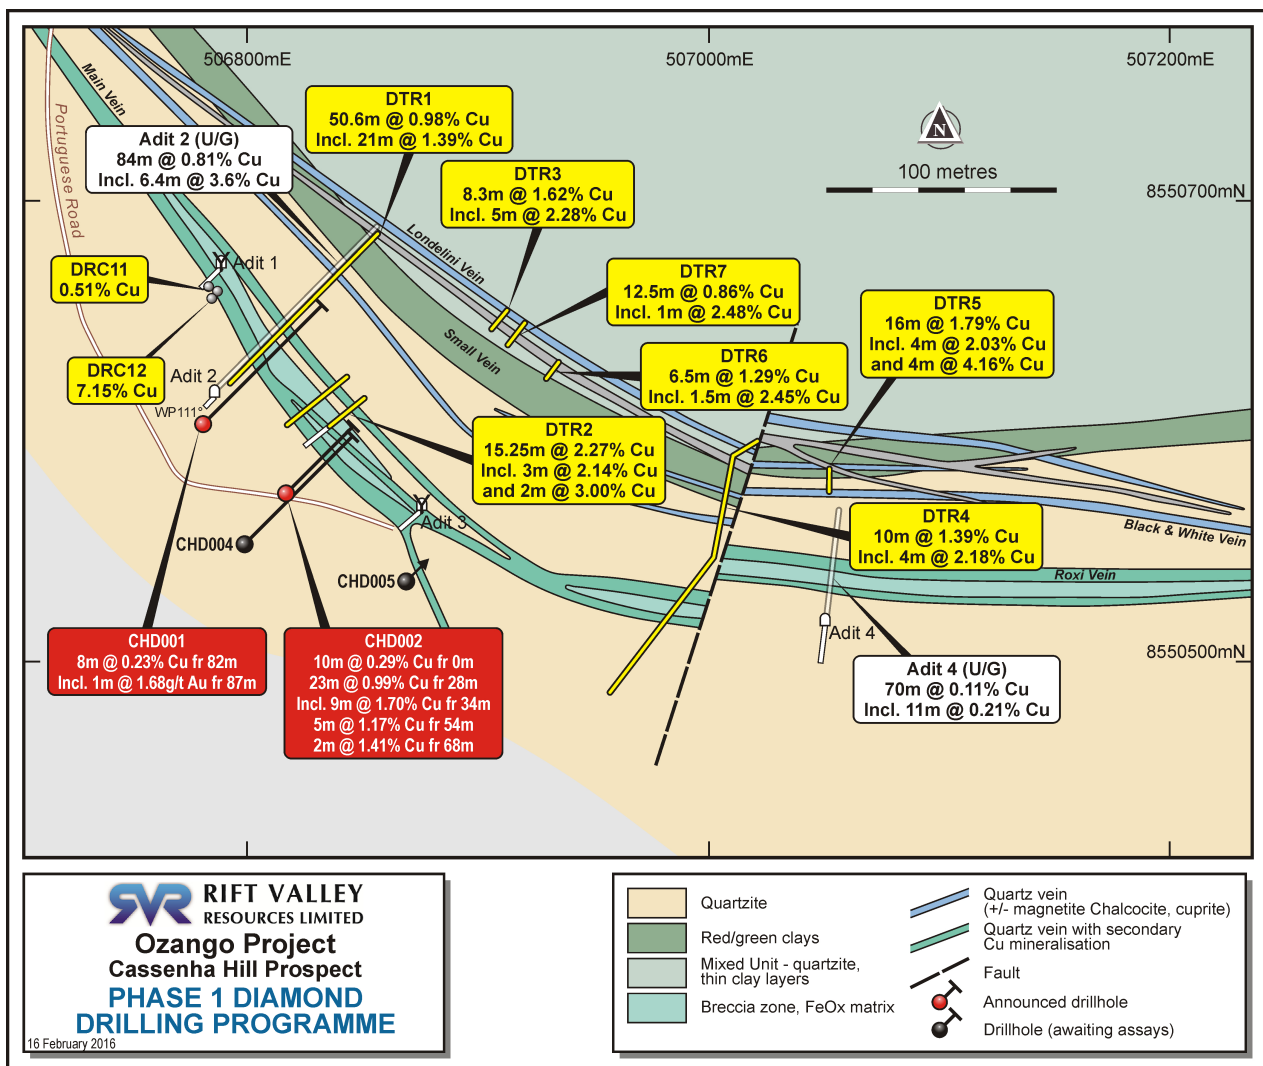 506800mE
507000mE
507200mE
Main Vein
Portuguese Road
DTR1
50.6m @ 0.98% Cu
Incl. 21m @ 1.39% Cu
Adit 2 (U/G)
84m @ 0.81% Cu
Incl. 6.4m @ 3.6% Cu
N
100 metres
8550700mN
DTR3
8.3m @ 1.62% Cu
Incl. 5m @ 2.28% Cu
Londelini Vein
Adit 1
DRC11
0.51% Cu
DTR7
12.5m @ 0.86% Cu
Incl. 1m @ 2.48% Cu
DTR5
16m @ 1.79% Cu
Incl. 4m @ 2.03% Cu
and 4m @ 4.16% Cu
Small Vein
DRC12
7.15% Cu
Adit 2
WP111
DTR6
6.5m @ 1.29% Cu
Incl. 1.5m @ 2.45% Cu
DTR2
15.25m @ 2.27% Cu
Incl. 3m @ 2.14% Cu
and 2m @ 3.00% Cu
Adit 3
DTR4
10m @ 1.39% Cu
Incl. 4m @ 2.18% Cu
Black & White Vein
CHD004
CHD005
Roxi Vein
Adit 4
8550500mN
CHD001
8m @ 0.23% Cu fr 82m
Incl. 1m @ 1.68g/t Au fr 87m
CHD002
10m @ 0.29% Cu fr 0m
23m @ 0.99% Cu fr 28m
Incl. 9m @ 1.70% Cu fr 34m
5m @ 1.17% Cu fr 54m
2m @ 1.41% Cu fr 68m
Adit 4 (U/G)
70m @ 0.11% Cu
Incl. 11m @ 0.21% Cu
SVR
RIFT VALLEY
RESOURCES LIMITED
Ozango Project
Cassenha Hill Prospect
PHASE 1 DIAMOND
DRILLING PROGRAMME
16 February 2016
Quartzite
Red/green clays
Mixed Unit - quartzite,
thin clay layers
Breccia zone, FeOx matrix
Quartz vein
(+/- magnetite Chalcocite, cuprite)
Quartz vein with secondary
Cu mineralisation
Fault
Announced drillhole
Drillhole (awaiting assays)